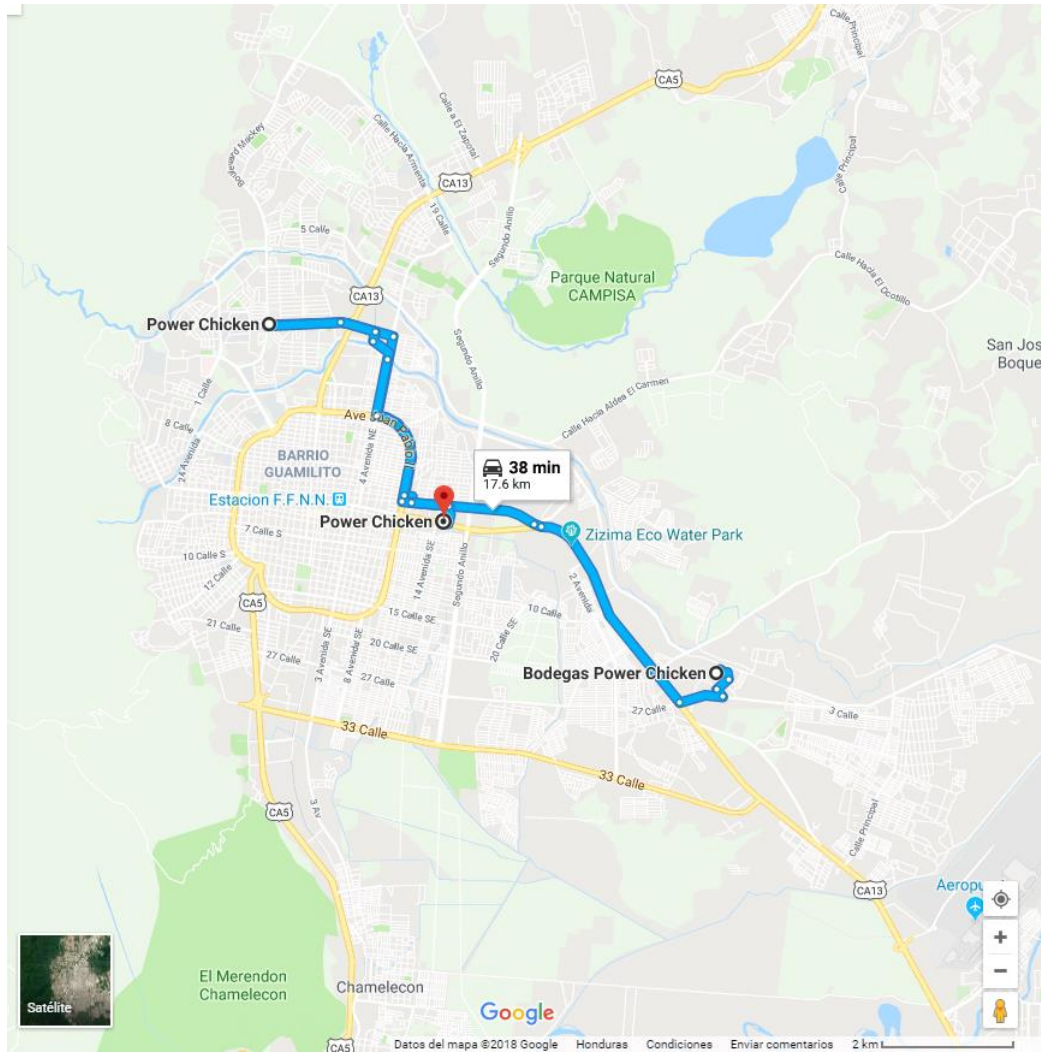 Calle Principal
CA5
Calle a El Zapotal
Boulevard Mackey
Calle Hacia Armenta
CA13
19 Calle
Segundo Anillo
Calle Principal
5 Calle
Calle Hacia El Ocotillo
Parque Natural
CAMPISA
CA13
Power Chicken
San Jos
Boque
Segundo Anillo
1 Calle
Calle Hacia Aldea El Carmen
8 Calle
24 Avenida
4 Avenida NE
BARRIO
GUAMILITO
38 min
17.6 km
Estacion F.F.N.N.
Power Chicken
Zizima Eco Water Park
7 Calle S
10 Calle S
12 Calle
14 Avenida SE
Segundo Anillo
2 Avenida
CA5
15 Calle SE
10 Calle
21 Calle
20 Calle SE
20 Calle SE
27 Calle
3 Avenida SE
8 Avenida SE
27 Calle
Bodegas Power Chicken
27 Calle
3 Calle
33 Calle
33 Calle
CA5
3 Av
Calle Principal
CA13
Aeropu
El Merendon
Chamelecon
Chamelecon
Satélite
Google
CA5
Datos del mapa ©2018 Google Honduras Condiciones Enviar comentarios 2 km